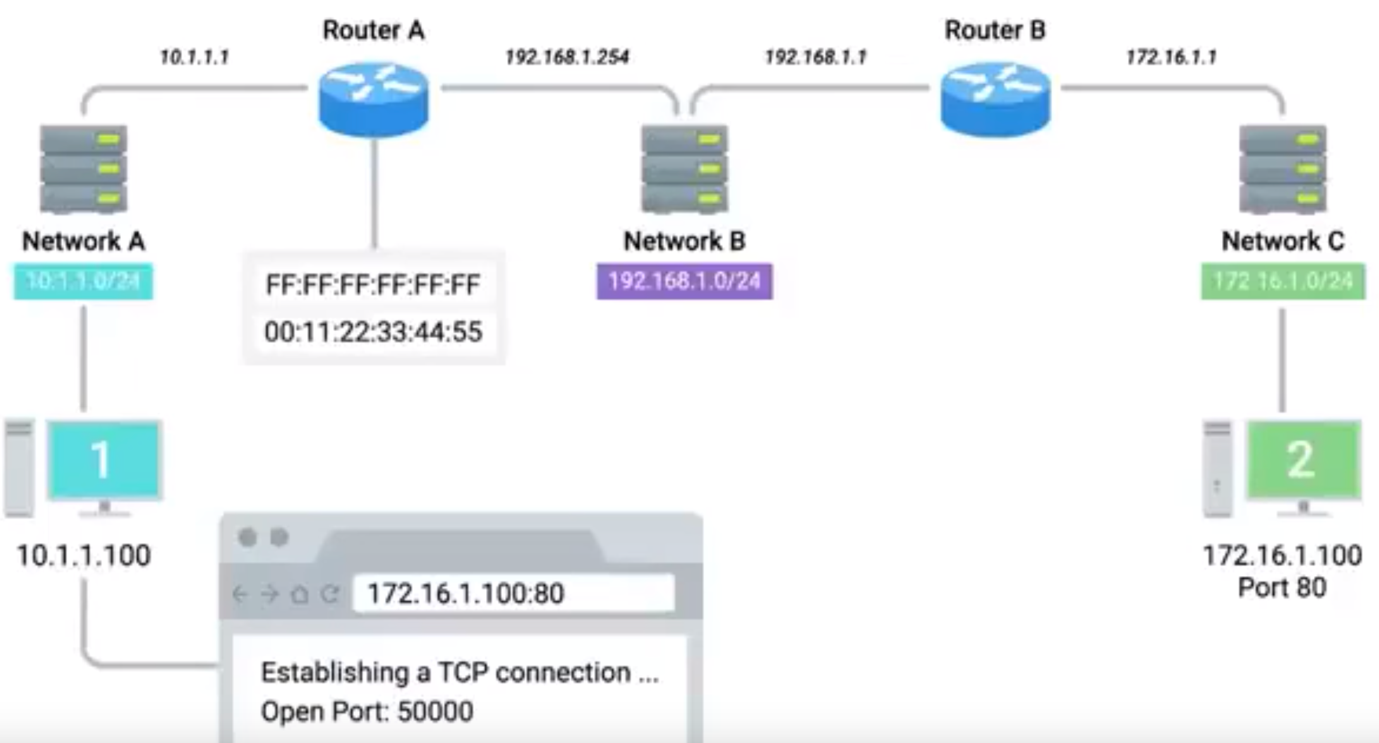 Router A
Router B
10.1.1.1
192.168.1.254
192.168.1.1
172.16.1.1
Network A
10:1.1.0/24
Network B
192.168.1.0/24
Network C
172 16.1.0/24
FF:FF:FF:FF:FF:FF
00:11:22:33:44:55
1
10.1.1.100
2
172.16.1.100
Port 80
172.16.1.100:80
Establishing a TCP connection ...
Open Port: 50000